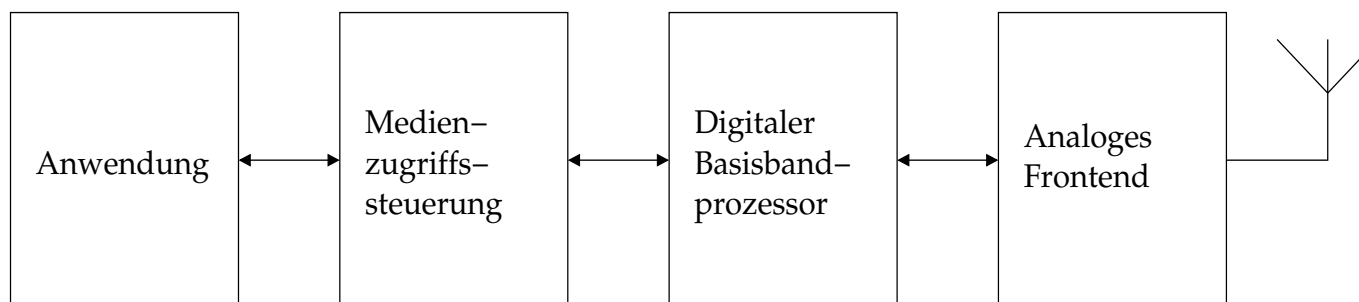 Anwendung
Medien–
zugriffs–
steuerung
Digitaler
Basisband–
prozessor
Analoges
Frontend